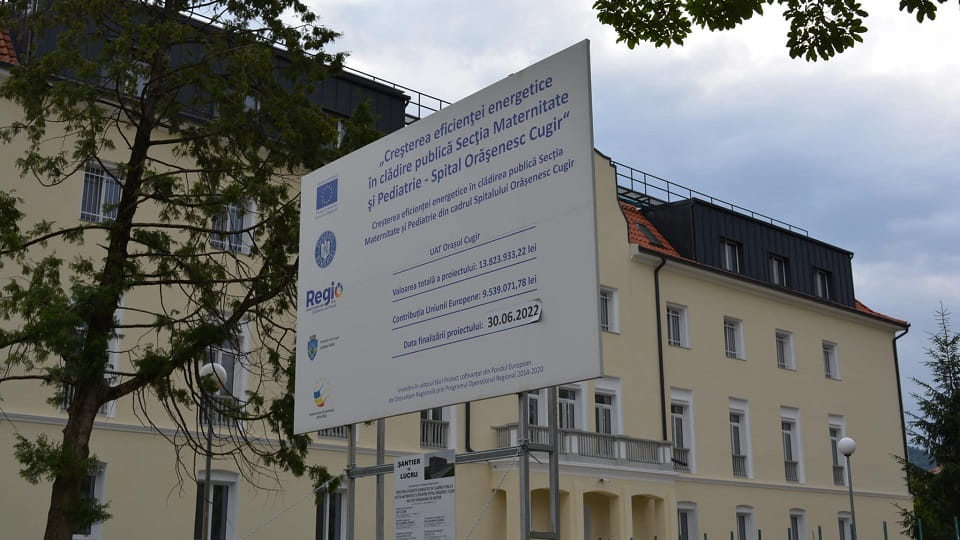 „Creşterea eficienţei energetice
în clădire publică Secţia Maternitate
şi Pediatrie - Spital Orăşenesc Cugir“
Creşterea eficienţei energetice în clădirea publică Secţia
Maternitate şi Pediatrie din cadrul Spitalului Orăşenesc Cugir
UAT Oraşul Cugir
Valoarea totală a proiectului: 13.823.933,22 lei
Contribuţia Uniunii Europene: 9.539.071,78 lei
Data finalizării proiectului: 30.06.2022
Regio
Investim în viitorul tău! Proiect cofinanţat din Fondul European
de Dezvoltare Regională prin Programul Operaţional Regional 2014-2020
ŞANTIER
în
LUCRU